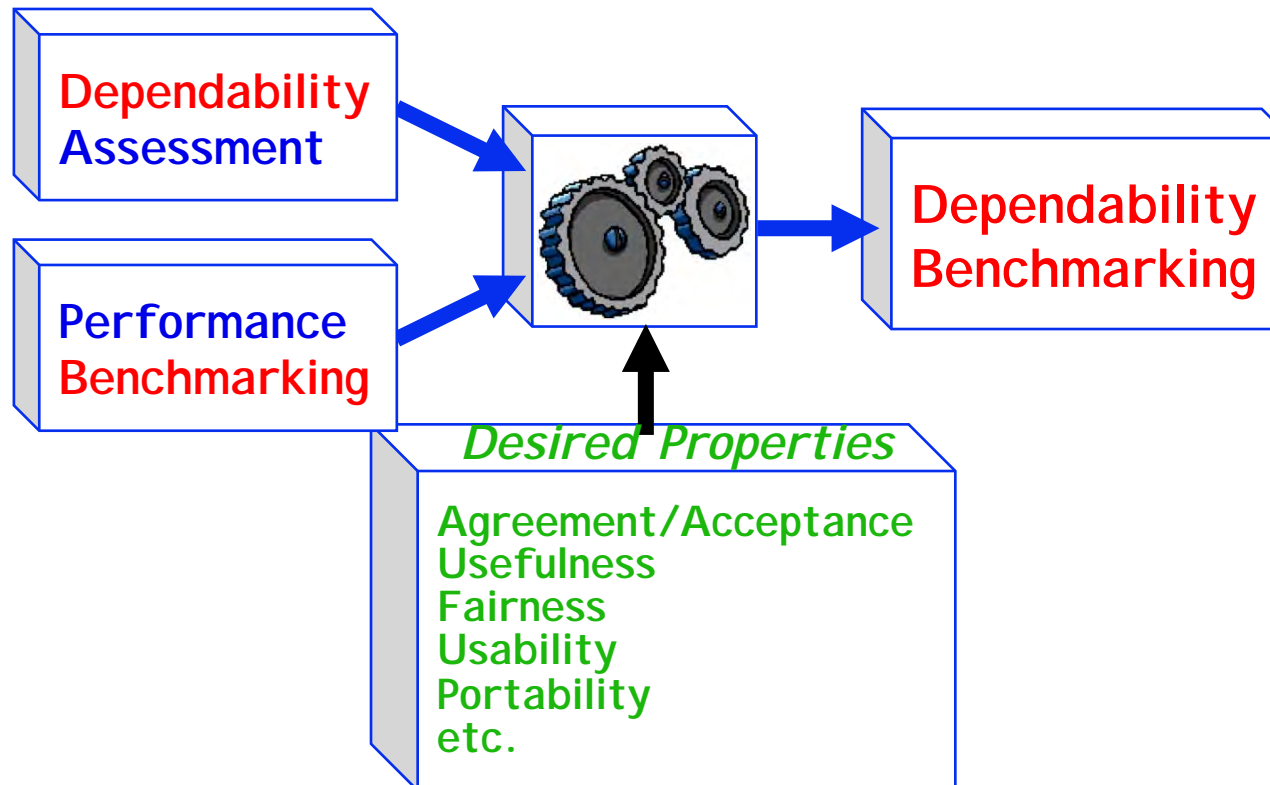 Dependability
Assessment
Performance
Benchmarking
Dependability
Benchmarking
Desired Properties
Agreement/Acceptance
Usefulness
Fairness
Usability
Portability
etc.